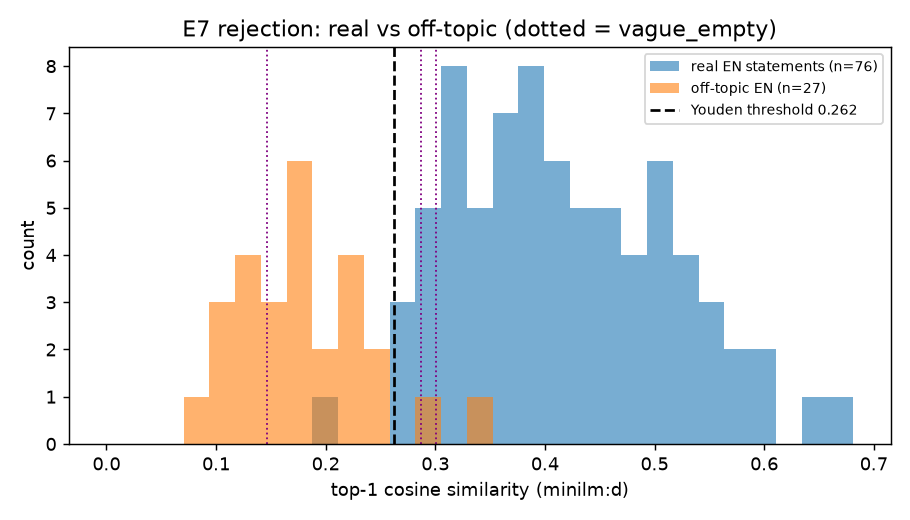 E7 rejection: real vs off-topic (dotted = vague_empty)
real EN statements (n=76)
off-topic EN (n=27)
Youden threshold 0.262
count
8
7
6
5
4
3
2
1
0
0.0 0.1 0.2 0.3 0.4 0.5 0.6 0.7
top-1 cosine similarity (minilm:d)